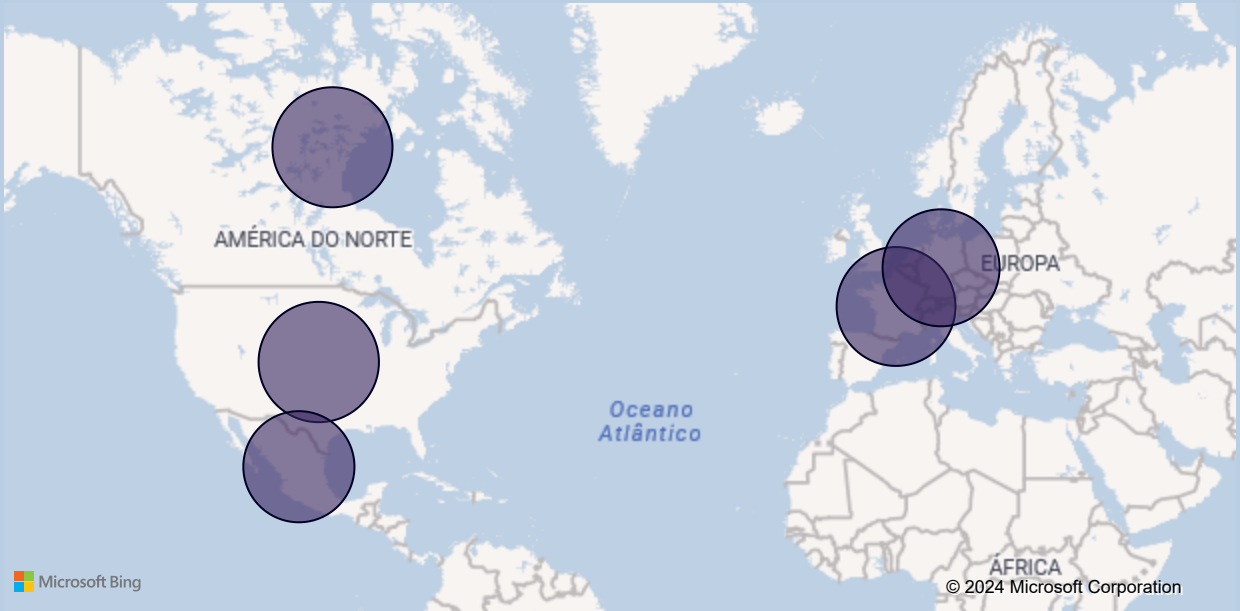 AMÉRICA DO NORTE
EUROPA
Oceano
Atlântico
ÁFRICA
Microsoft Bing
© 2024 Microsoft Corporation